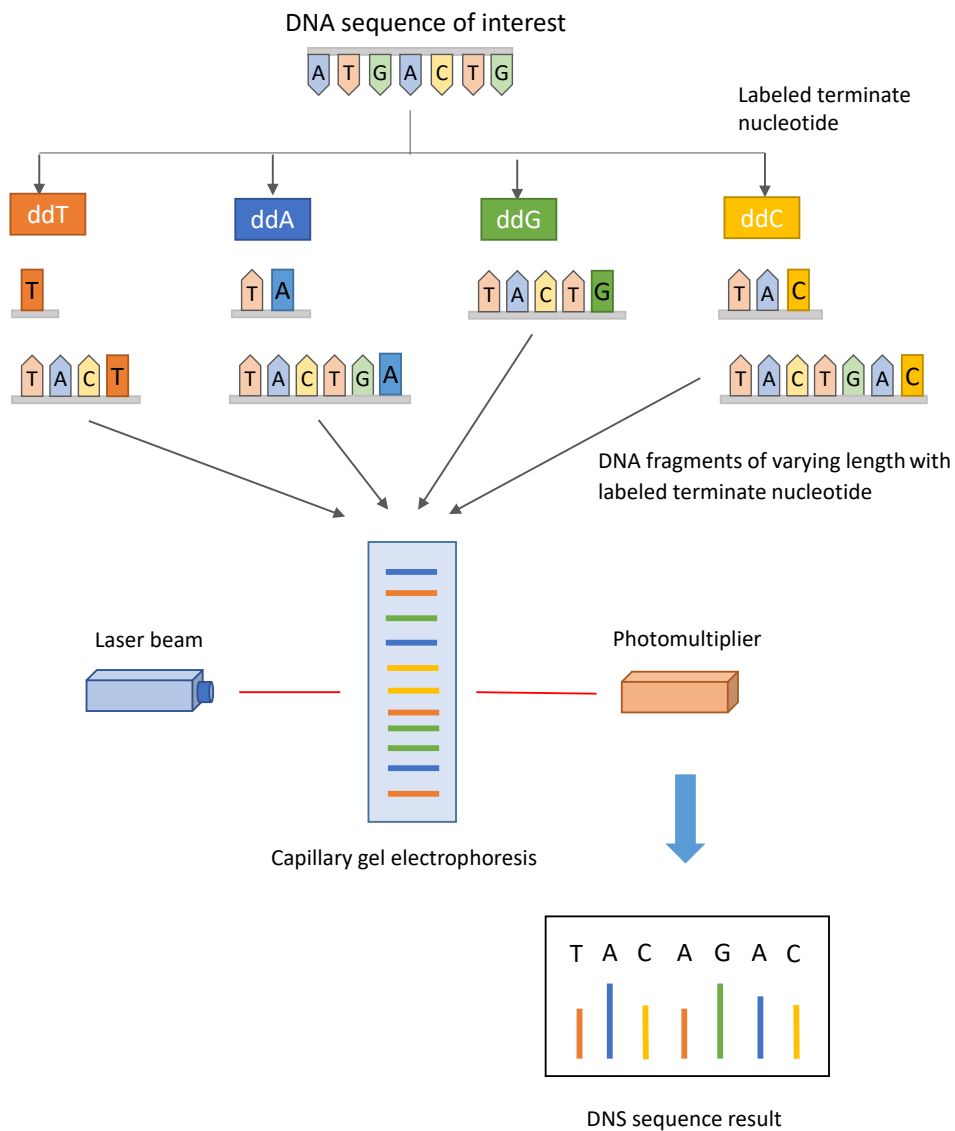 DNA sequence of interest
A T G A C T G
Labeled terminate
nucleotide
ddT ddA ddG ddC
T
T A
T A C T G
T A C
T A C T
T A C T G A
T A C T G A C
DNA fragments of varying length with
labeled terminate nucleotide
Laser beam
Photomultiplier
Capillary gel electrophoresis
T A C A G A C
DNS sequence result